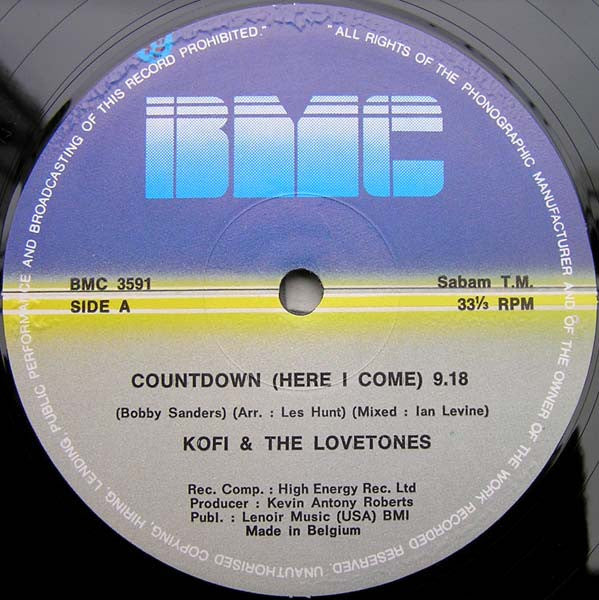 "ALL RIGHTS OF THE PHONOGRAPHIC MANUFACTURER AND OF THE OWNER OF THE WORK RECORDED RESERVED. UNAUTHORISED COPYING, HIRING LENDING PUBLIC PERFORMANCE AND BROADCASTING OF THIS RECORD PROHIBITED."
BMC
BMC 3591
Sabam T.M.
SIDE A
33⅓ RPM
COUNTDOWN (HERE I COME) 9.18
(Bobby Sanders) (Arr. : Les Hunt) (Mixed : Ian Levine)
KOFI & THE LOVETONES
Rec. Comp. : High Energy Rec. Ltd
Producer : Kevin Antony Roberts
Publ. : Lenoir Music (USA) BMI
Made in Belgium